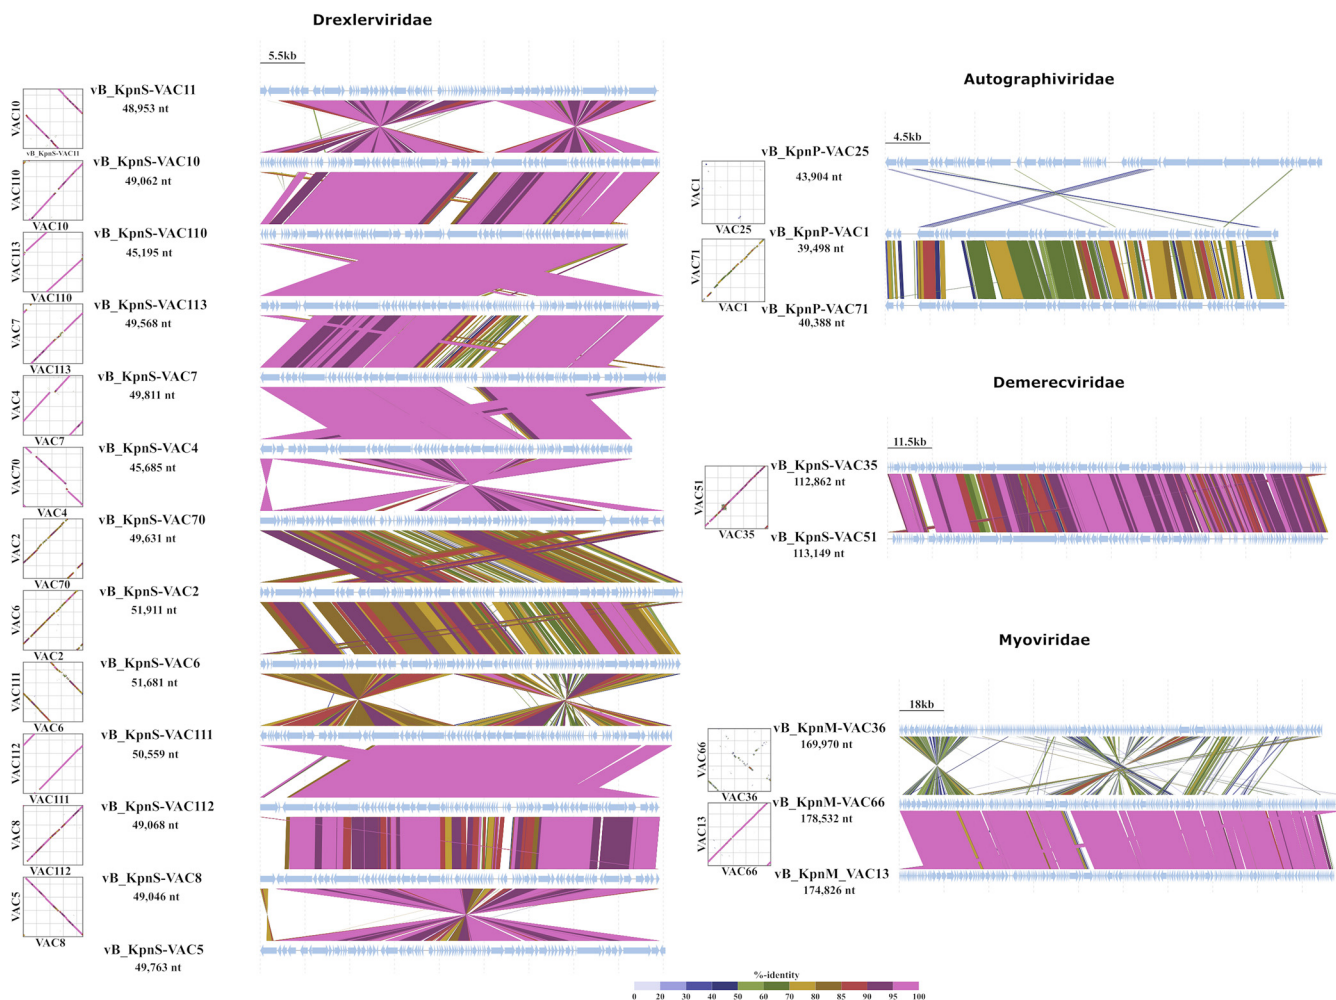 Drexlerviridae
5.5kb
vB_KpnS-VAC11
48,953 nt
VAC10
vB_KpnS-VAC11
vB_KpnS-VAC10
49,062 nt
VAC110
VAC10
vB_KpnS-VAC110
45,195 nt
VAC113
VAC110
vB_KpnS-VAC113
49,568 nt
VAC7
VAC113
vB_KpnS-VAC7
49,811 nt
VAC4
VAC7
vB_KpnS-VAC4
45,685 nt
VAC70
VAC4
vB_KpnS-VAC70
49,631 nt
VAC2
VAC70
vB_KpnS-VAC2
51,911 nt
VAC6
VAC2
vB_KpnS-VAC6
51,681 nt
VAC111
VAC6
vB_KpnS-VAC111
50,559 nt
VAC112
VAC111
vB_KpnS-VAC112
49,068 nt
VAC8
VAC112
vB_KpnS-VAC8
49,046 nt
VAC5
VAC8
vB_KpnS-VAC5
49,763 nt
Autographiviridae
4.5kb
vB_KpnP-VAC25
43,904 nt
VAC1
VAC25
vB_KpnP-VAC1
39,498 nt
VAC71
VAC1
vB_KpnP-VAC71
40,388 nt
Demerecviridae
11.5kb
vB_KpnS-VAC35
112,862 nt
VAC51
VAC35
vB_KpnS-VAC51
113,149 nt
Myoviridae
18kb
vB_KpnM-VAC36
169,970 nt
VAC66
VAC36
vB_KpnM-VAC66
178,532 nt
VAC13
VAC66
vB_KpnM_VAC13
174,826 nt
%-identity
0 20 40 50 60 70 80 85 90 95 100